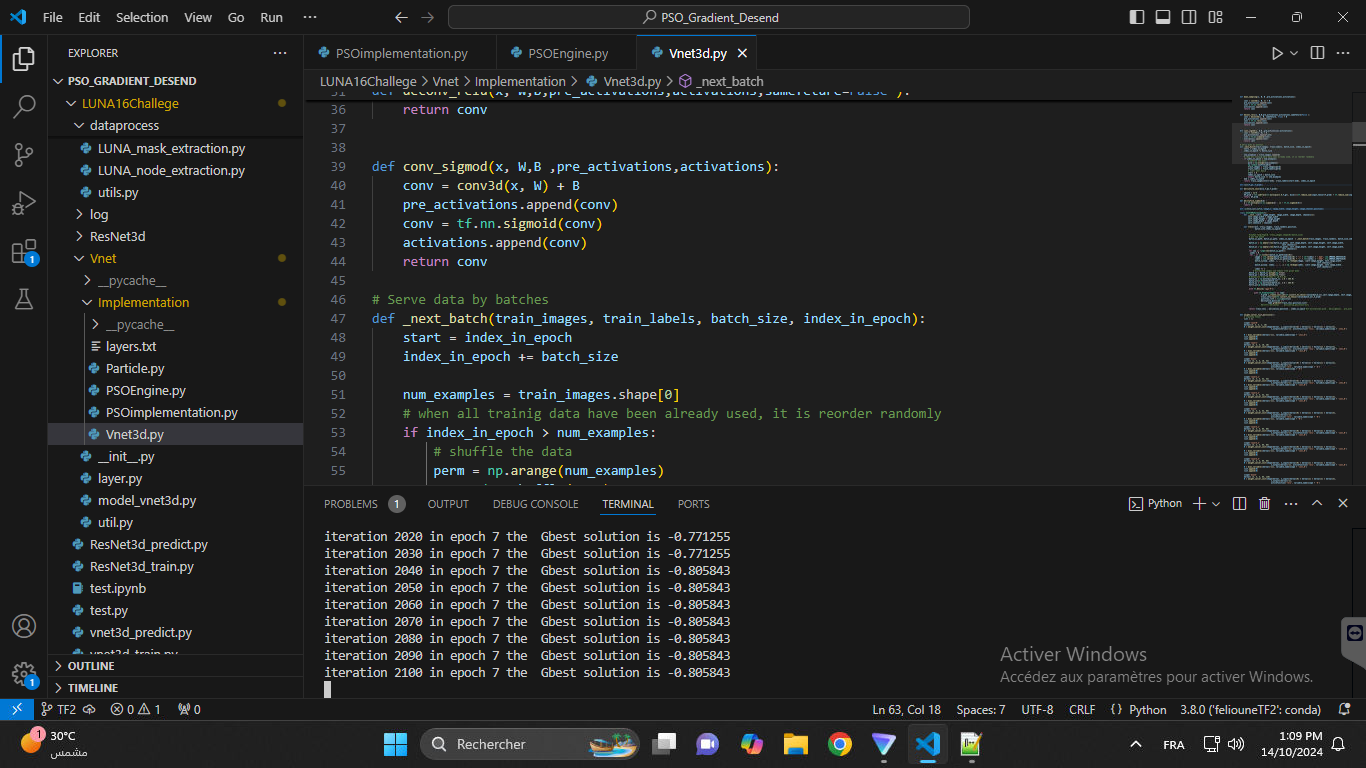 File Edit Selection View Go Run ··· PSO_Gradient_Desend
EXPLORER ···
PSO_GRADIENT_DESEND
LUNA16Challege
dataprocess
LUNA_mask_extraction.py
LUNA_node_extraction.py
utils.py
log
ResNet3d
Vnet
__pycache__
Implementation
__pycache__
layers.txt
Particle.py
PSOEngine.py
PSOimplementation.py
Vnet3d.py
__init__.py
layer.py
model_vnet3d.py
util.py
ResNet3d_predict.py
ResNet3d_train.py
test.ipynb
test.py
vnet3d_predict.py
vnet3d_train.py
OUTLINE
TIMELINE
1
1
PSOimplementation.py PSOEngine.py Vnet3d.py
LUNA16Challege > Vnet > Implementation > Vnet3d.py > _next_batch
36 return conv
37
38
39 def conv_sigmod(x, W,B ,pre_activations,activations):
40 conv = conv3d(x, W) + B
41 pre_activations.append(conv)
42 conv = tf.nn.sigmoid(conv)
43 activations.append(conv)
44 return conv
45
46 # Serve data by batches
47 def _next_batch(train_images, train_labels, batch_size, index_in_epoch):
48 start = index_in_epoch
49 index_in_epoch += batch_size
50
51 num_examples = train_images.shape[0]
52 # when all trainig data have been already used, it is reorder randomly
53 if index_in_epoch > num_examples:
54 # shuffle the data
55 perm = np.arange(num_examples)
PROBLEMS 1 OUTPUT DEBUG CONSOLE TERMINAL PORTS Python
iteration 2020 in epoch 7 the  Gbest solution is -0.771255
iteration 2030 in epoch 7 the  Gbest solution is -0.771255
iteration 2040 in epoch 7 the  Gbest solution is -0.805843
iteration 2050 in epoch 7 the  Gbest solution is -0.805843
iteration 2060 in epoch 7 the  Gbest solution is -0.805843
iteration 2070 in epoch 7 the  Gbest solution is -0.805843
iteration 2080 in epoch 7 the  Gbest solution is -0.805843
iteration 2090 in epoch 7 the  Gbest solution is -0.805843
iteration 2100 in epoch 7 the  Gbest solution is -0.805843
Activer Windows
Accédez aux paramètres pour activer Windows.
TF2 0 1 0 Ln 63, Col 18 Spaces: 7 UTF-8 CRLF {} Python 3.8.0 ('feliouneTF2': conda)
1 30°C
مشمس
Rechercher
FRA
1:09 PM
14/10/2024